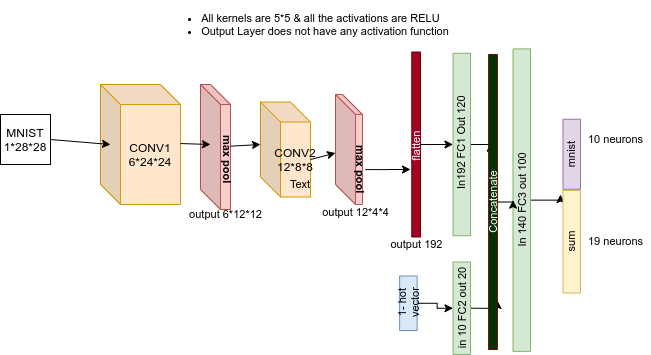 All kernels are 5*5 & all the activations are RELU
Output Layer does not have any activation function
MNIST
1*28*28
CONV1
6*24*24
max pool
output 6*12*12
CONV2
12*8*8
Text
max pool
output 12*4*4
flatten
output 192
In192 FC1 Out 120
1- hot
vector
in 10 FC2 out 20
Concatenate
In 140 FC3 out 100
mnist
10 neurons
sum
19 neurons